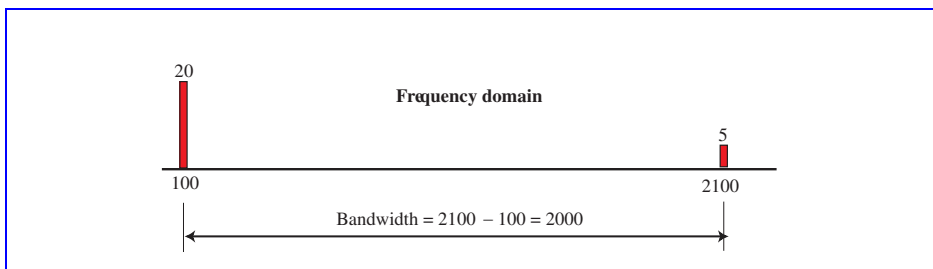 20
Frequency domain
5
100
2100
Bandwidth = 2100 – 100 = 2000